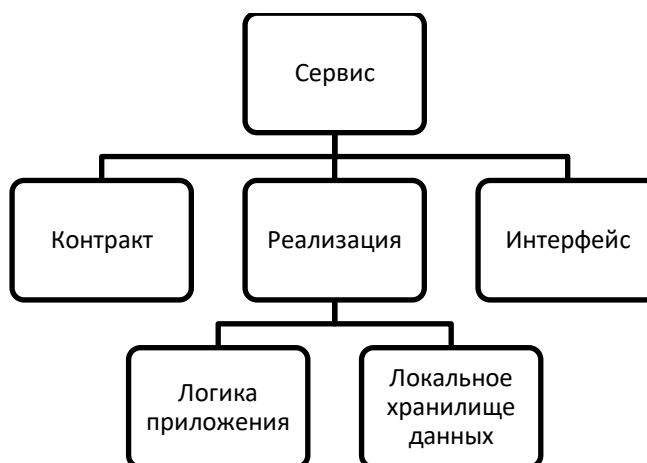 Сервис
Контракт
Реализация
Интерфейс
Логика
приложения
Локальное
хранилище
данных